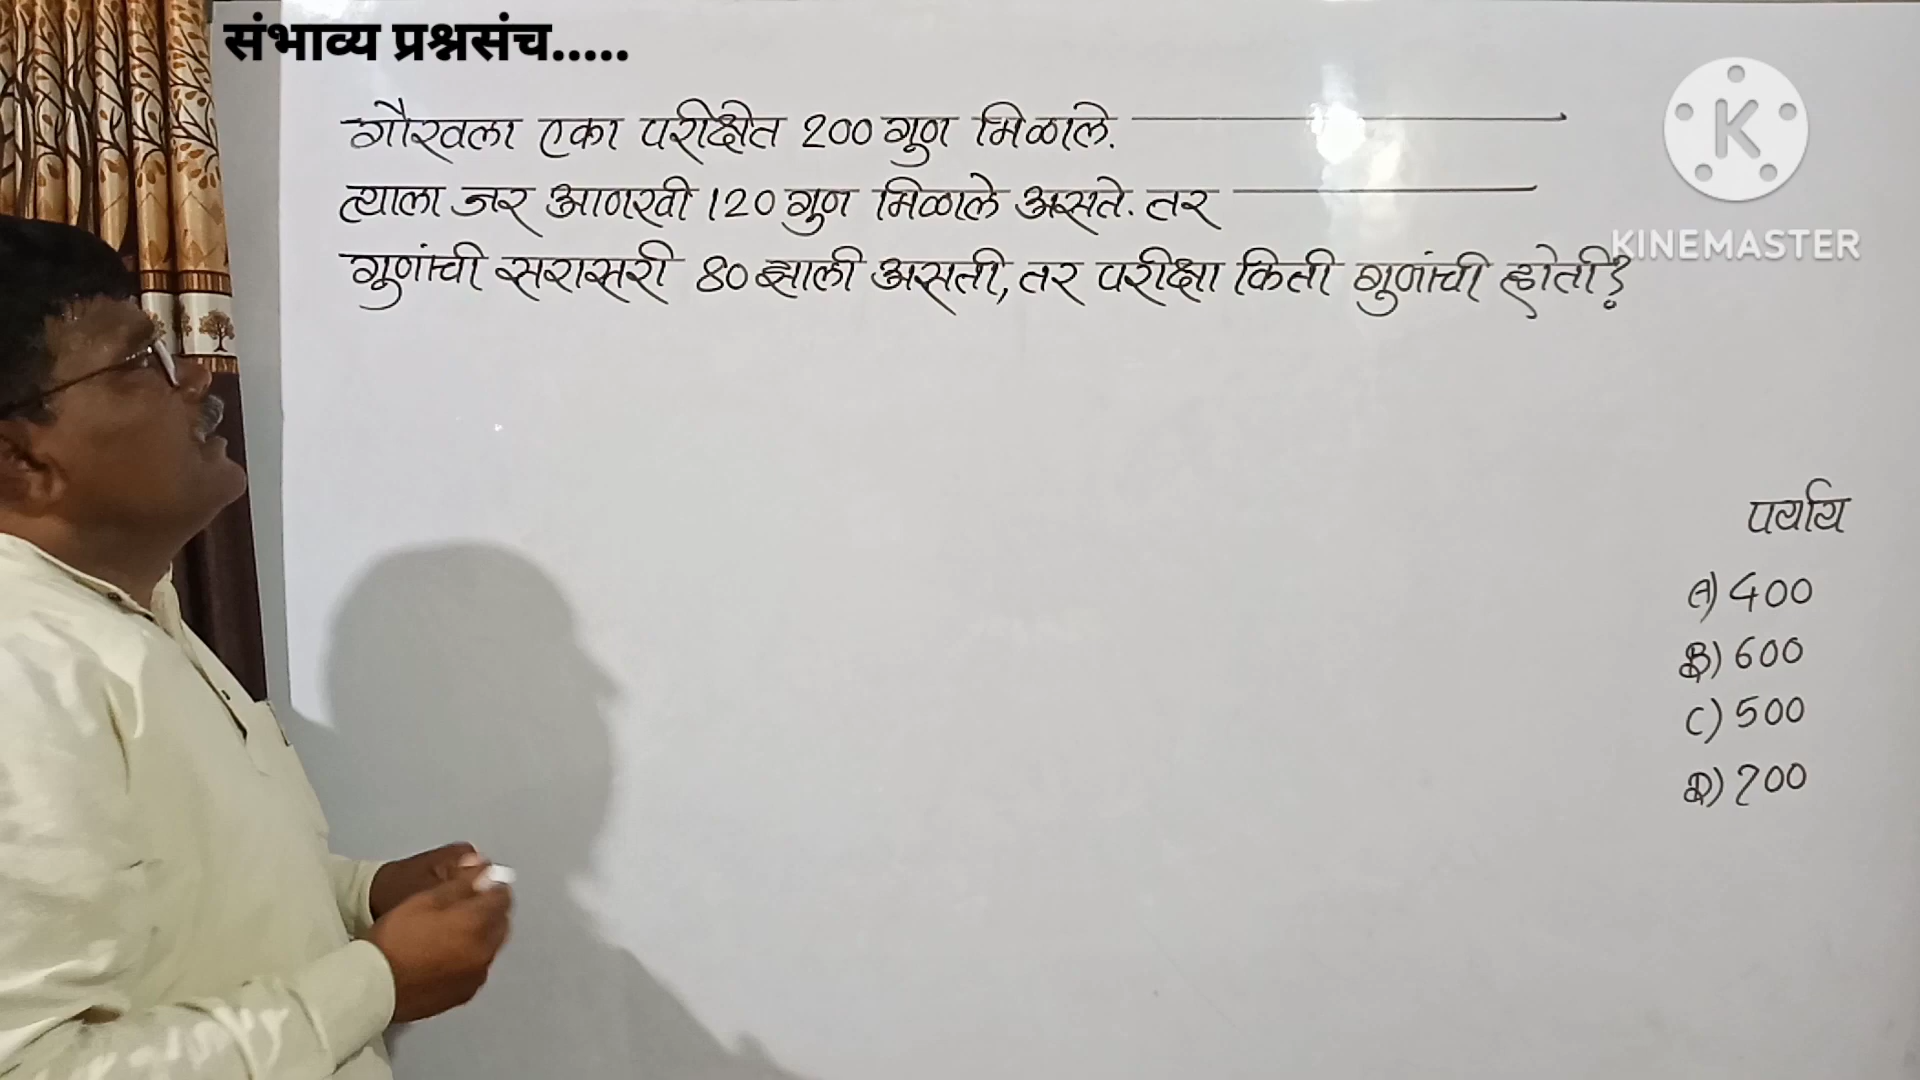 संभाव्य प्रश्नसंच.....
गौरवला एका परीक्षेत 200 गुण मिळाले.
त्याला जर आणखी 120 गुण मिळाले असते. तर
गुणांची सरासरी 80 झाली असती, तर परीक्षा किती गुणांची होती?
K
KINEMASTER
पर्याय
A) 400
B) 600
C) 500
D) 200